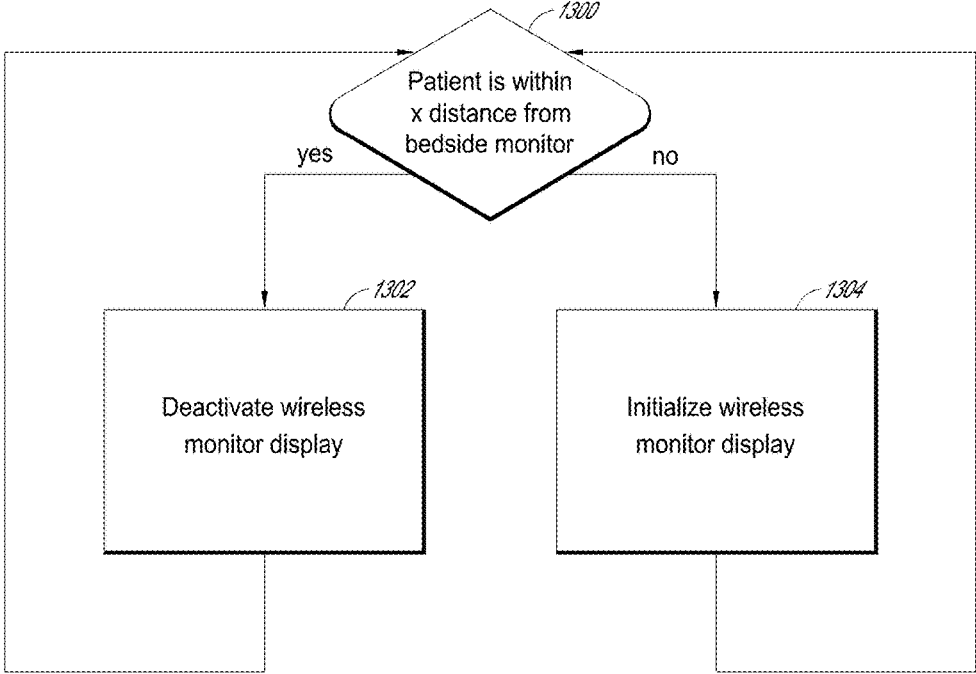 1300
Patient is within
x distance from
bedside monitor
yes
no
1302
1304
Deactivate wireless
monitor display
Initialize wireless
monitor display